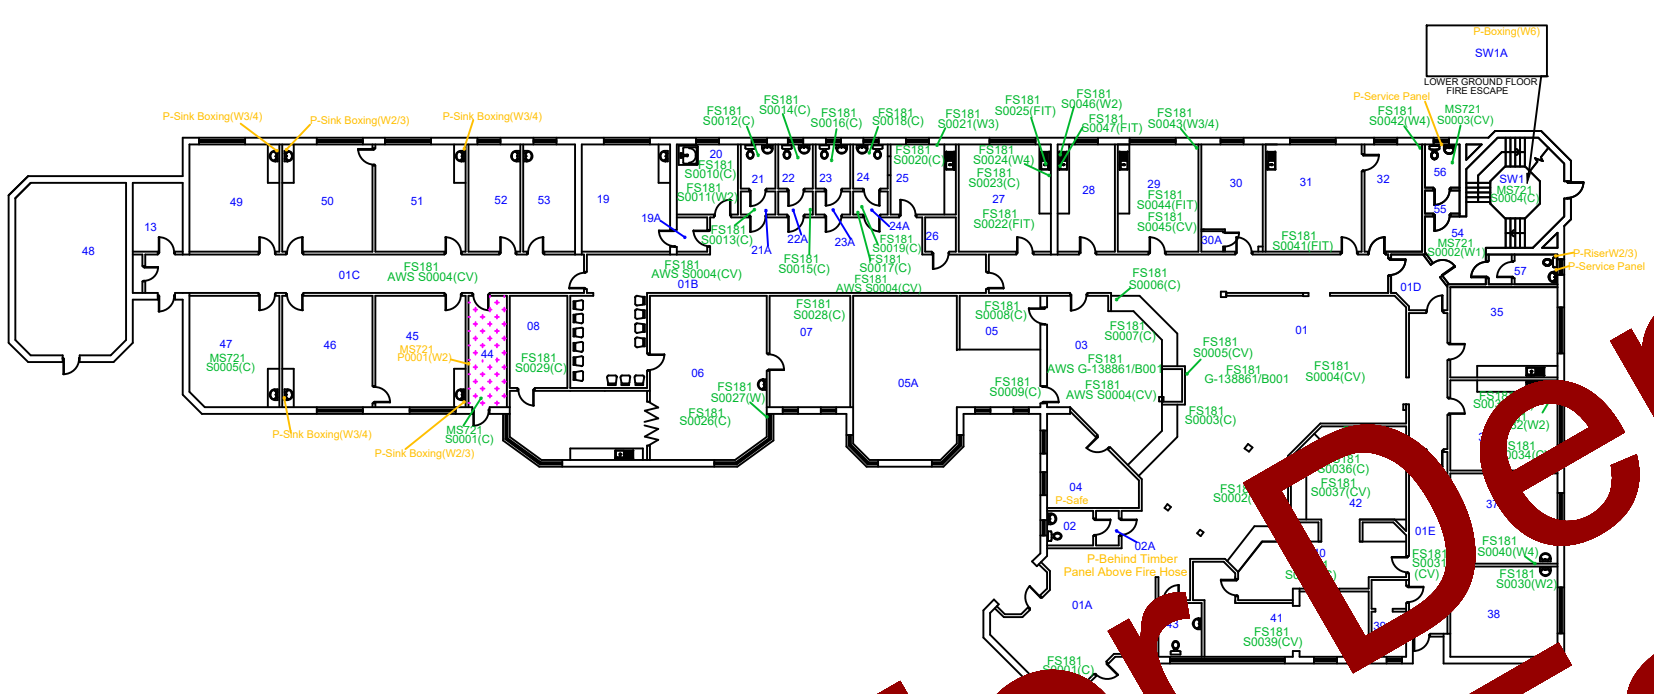 P-Boxing(W6)
SW1A
LOWER GROUND FLOOR
FIRE ESCAPE
P-Sink Boxing(W3/4)
P-Sink Boxing(W2/3)
P-Sink Boxing(W3/4)
FS181
S0012(C)
FS181
S0014(C)
FS181
S0016(C)
FS181
S0018(C)
FS181
S0021(W3)
FS181
S0025(FIT)
FS181
S0046(W2)
FS181
S0047(FIT)
FS181
S0043(W3/4)
P-Service Panel
FS181
S0042(W4)
MS721
S0003(CV)
49
50
51
52
53
19
19A
20
FS181
S0010(C)
FS181
S0011(W2)
21
22
23
24
25
FS181
S0020(C)
FS181
S0024(W4)
FS181
S0023(C)
27
FS181
S0022(FIT)
28
29
FS181
S0044(FIT)
FS181
S0045(CV)
30
30A
31
FS181
S0041(FIT)
32
56
55
54
MS721
S0002(W1)
SW1
MS721
S0004(C)
13
48
FS181
S0013(C)
21A
22A
23A
24A
26
FS181
S0015(C)
FS181
S0019(C)
FS181
S0017(C)
01C
FS181
AWS S0004(CV)
FS181
AWS S0004(CV)
01B
FS181
AWS S0004(CV)
FS181
S0006(C)
01D
57
P-RiserW2/3)
P-Service Panel
47
MS721
S0005(C)
46
45
MS721
P0001(W2)
44
08
FS181
S0029(C)
06
FS181
S0027(W)
FS181
S0026(C)
FS181
S0028(C)
07
05A
FS181
S0008(C)
05
FS181
S0009(C)
03
FS181
S0007(C)
FS181
AWS G-138861/B001
FS181
AWS S0004(CV)
FS181
S0005(CV)
FS181
G-138861/B001
FS181
S0003(C)
01
FS181
S0004(CV)
35
P-Sink Boxing(W3/4)
P-Sink Boxing(W2/3)
MS721
S0001(C)
04
P-Safe
02
02A
P-Behind Timber
Panel Above Fire Hose
01A
FS181
S0036(C)
FS181
S0037(CV)
42
01E
FS181
S0031
(CV)
37
FS181
S0040(W4)
FS181
S0030(W2)
38
41
FS181
S0039(CV)
FS181
S0001(C)